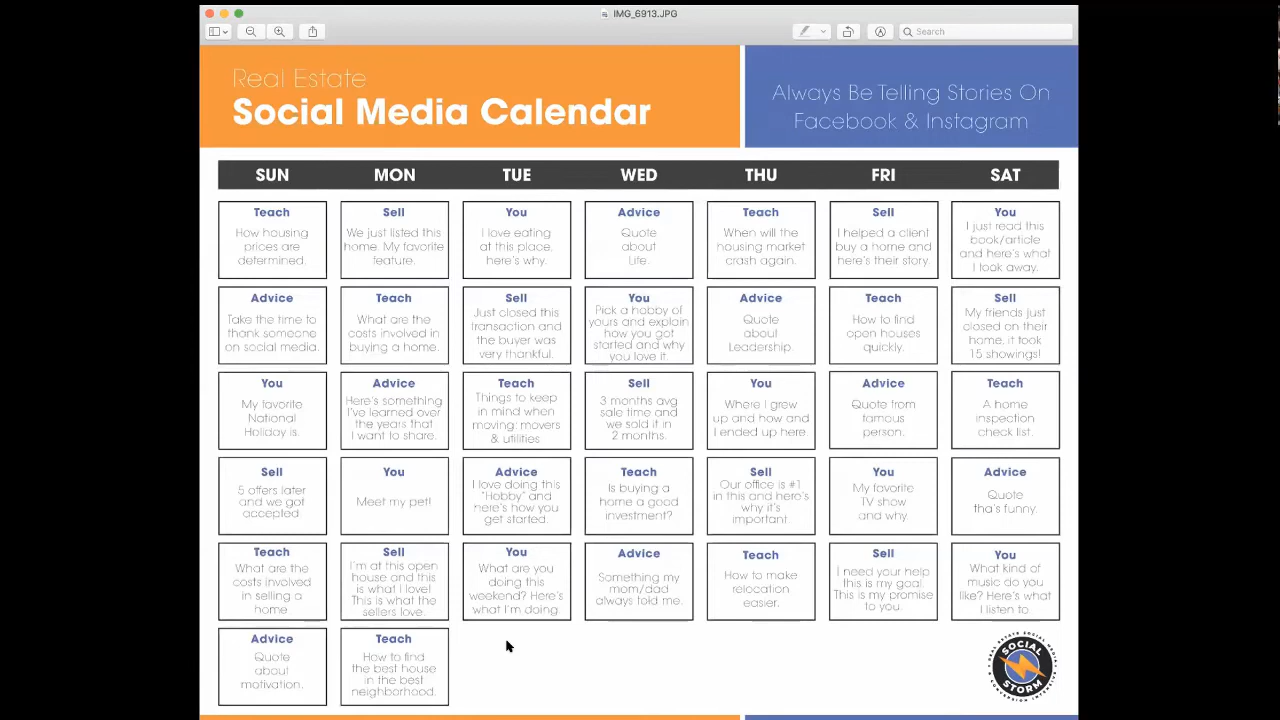 IMG_6913.JPG
Search
Real Estate
Social Media Calendar
Always Be Telling Stories On
Facebook & Instagram
SUN MON TUE WED THU FRI SAT
Teach
How housing
prices are
determined.
Sell
We just listed this
home. My favorite
feature.
You
I love eating
at this place,
here's why.
Advice
Quote
about
Life.
Teach
When will the
housing market
crash again.
Sell
I helped a client
buy a home and
here's their story.
You
I just read this
book/article
and here's what
I took away.
Advice
Take the time to
thank someone
on social media.
Teach
What are the
costs involved in
buying a home.
Sell
Just closed this
transaction and
the buyer was
very thankful.
You
Pick a hobby of
yours and explain
how you got
started and why
you love it.
Advice
Quote
about
Leadership.
Teach
How to find
open houses
quickly.
Sell
My friends just
closed on their
home, it took
15 showings!
You
My favorite
National
Holiday is.
Advice
Here's something
I've learned over
the years that
I want to share.
Teach
Things to keep
in mind when
moving: movers
& utilities
Sell
3 months avg
sale time and
we sold it in
2 months.
You
Where I grew
up and how and
I ended up here.
Advice
Quote from
famous
person.
Teach
A home
inspection
check list.
Sell
5 offers later
and we got
accepted
You
Meet my pet!
Advice
I love doing this
"Hobby" and
here's how you
get started.
Teach
Is buying a
home a good
investment?
Sell
Our office is #1
in this and here's
why it's
important
You
My favorite
TV show
and why.
Advice
Quote
tha's funny.
Teach
What are the
costs involved
in selling a
home
Sell
I'm at this open
house and this
is what I love!
This is what the
sellers love.
You
What are you
doing this
weekend? Here's
what I'm doing
Advice
Something my
mom/dad
always told me.
Teach
How to make
relocation
easier.
Sell
I need your help
this is my goal
This is my promise
to you.
You
What kind of
music do you
like? Here's what
I listen to
Advice
Quote
about
motivation.
Teach
How to find
the best house
in the best
neighborhood.
SOCIAL
STORM